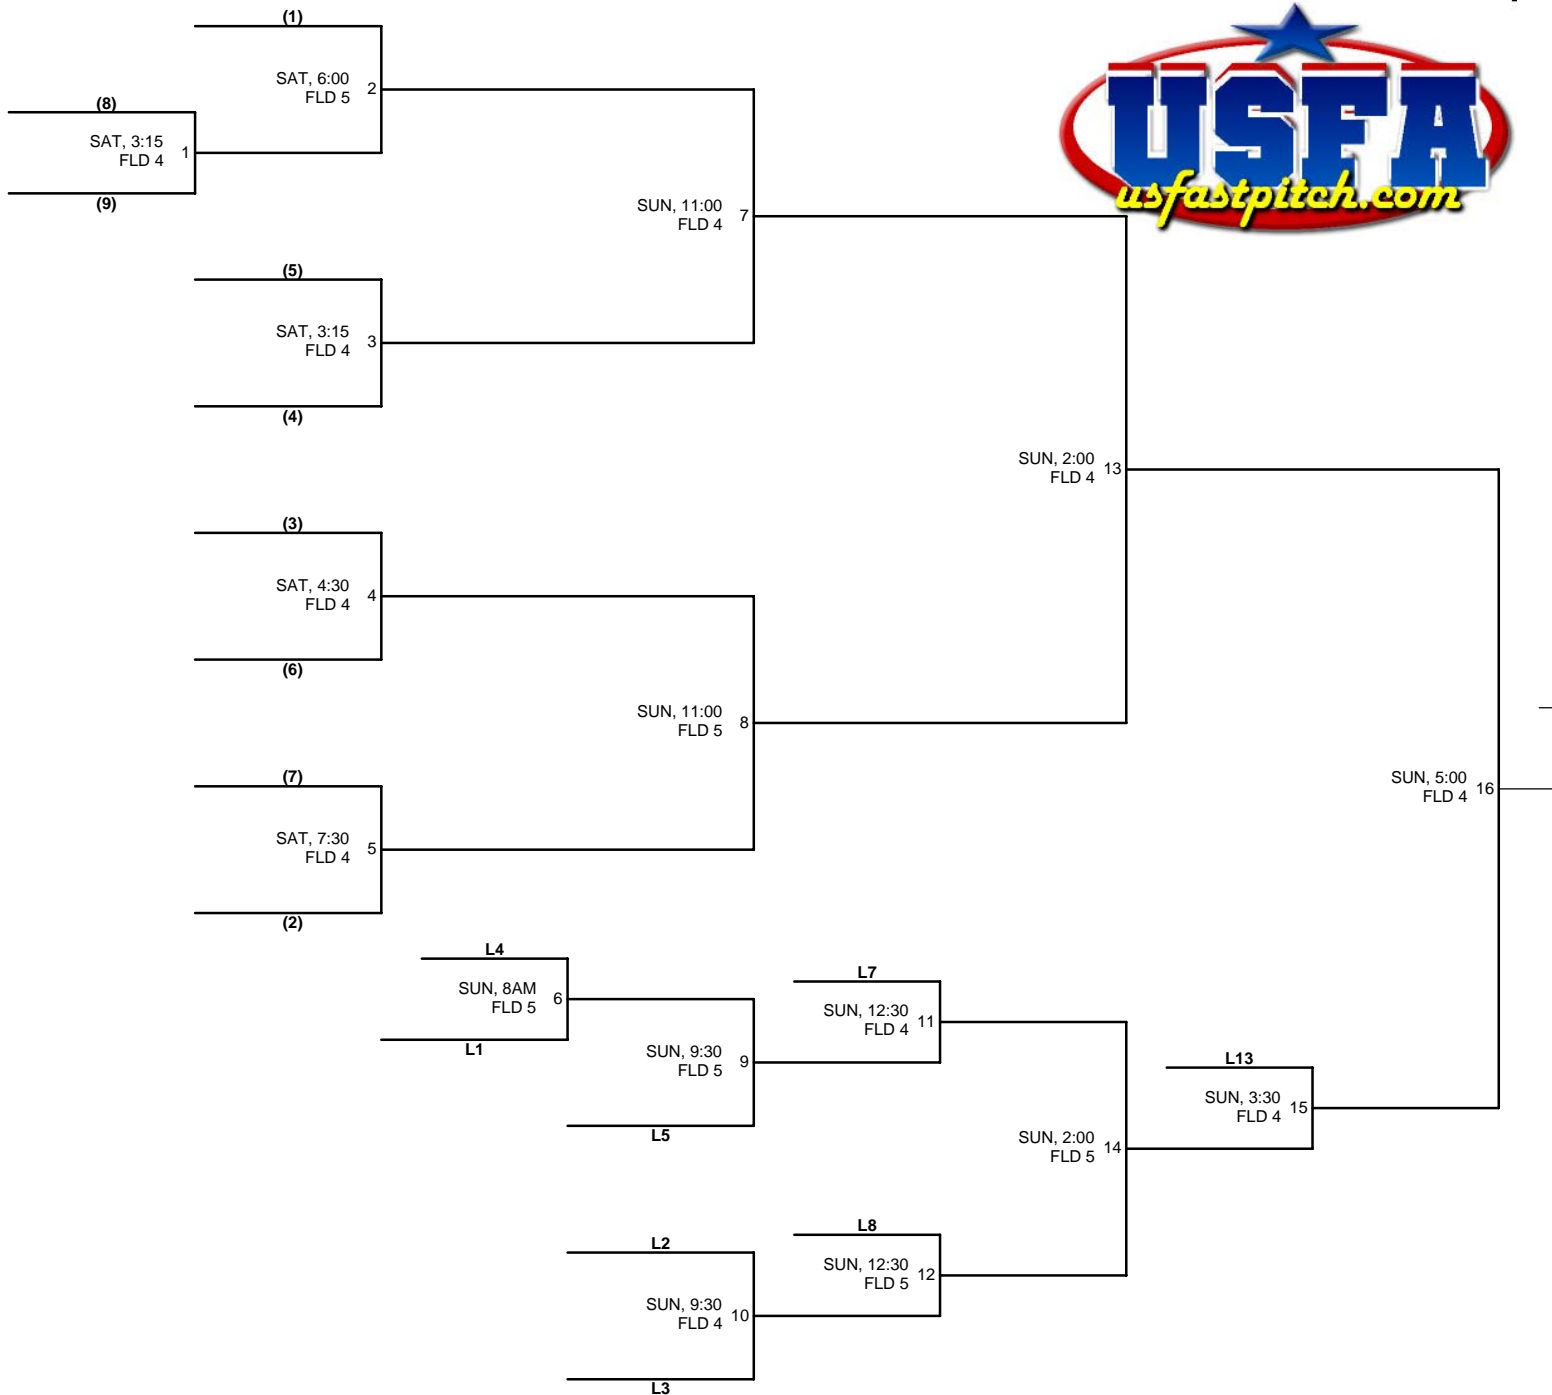 (1)
SAT, 6:00
FLD 5
2
(8)
SAT, 3:15
FLD 4
1
(9)
USFA
usfastpitch.com
SUN, 11:00
FLD 4
7
(5)
SAT, 3:15
FLD 4
3
(4)
SUN, 2:00
FLD 4
13
(3)
SAT, 4:30
FLD 4
4
(6)
SUN, 11:00
FLD 5
8
(7)
SAT, 7:30
FLD 4
5
(2)
SUN, 5:00
FLD 4
16
L4
SUN, 8AM
FLD 5
6
L1
SUN, 9:30
FLD 5
9
L5
L7
SUN, 12:30
FLD 4
11
L13
SUN, 3:30
FLD 4
15
SUN, 2:00
FLD 5
14
L8
SUN, 12:30
FLD 5
12
L2
SUN, 9:30
FLD 4
10
L3